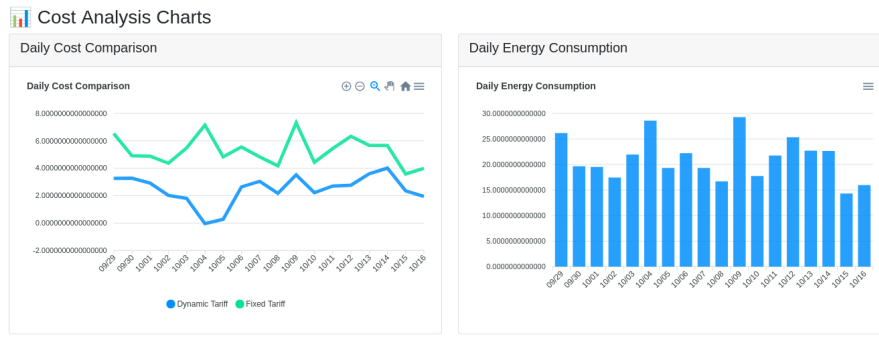 📊 Cost Analysis Charts
Daily Cost Comparison
Daily Cost Comparison
8.0000000000000000
6.0000000000000000
4.0000000000000000
2.0000000000000000
0.0000000000000000
-2.0000000000000000
09/29 09/30 10/01 10/02 10/03 10/04 10/05 10/06 10/07 10/08 10/09 10/10 10/11 10/12 10/13 10/14 10/15 10/16
Dynamic Tariff Fixed Tariff
Daily Energy Consumption
Daily Energy Consumption
30.0000000000000
25.0000000000000
20.0000000000000
15.0000000000000
10.0000000000000
5.0000000000000
0.0000000000000
09/29 09/30 10/01 10/02 10/03 10/04 10/05 10/06 10/07 10/08 10/09 10/10 10/11 10/12 10/13 10/14 10/15 10/16